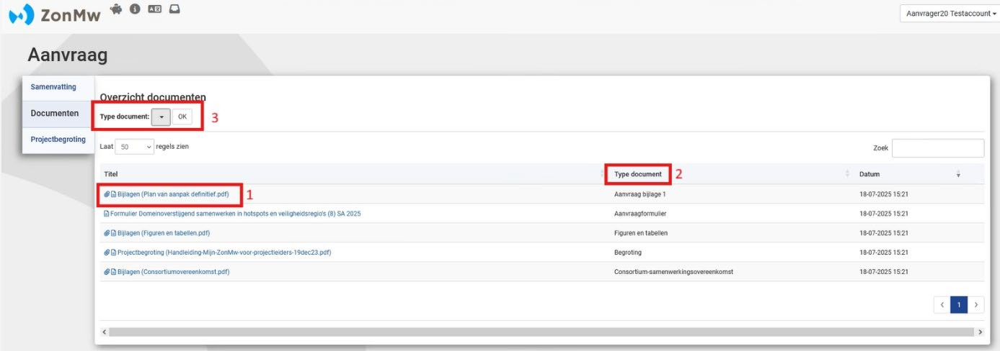 ZonMw
Aanvrager20 Testaccount
Aanvraag
Samenvatting
Documenten
Projectbegroting
Overzicht documenten
Type document: OK 3
Laat 50 regels zien
Zoek
Titel Type document 2 Datum
Bijlagen (Plan van aanpak definitief.pdf) 1 Aanvraag bijlage 1 18-07-2025 15:21
Formulier Domeinoverstijgend samenwerken in hotspots en veiligheidsregio's (8) SA 2025 Aanvraagformulier 18-07-2025 15:21
Bijlagen (Figuren en tabellen.pdf) Figuren en tabellen 18-07-2025 15:21
Projectbegroting (Handleiding-Mijn-ZonMw-voor-projectleiders-19dec23.pdf) Begroting 18-07-2025 15:21
Bijlagen (Consortiumovereenkomst.pdf) Consortium-samenwerkingsovereenkomst 18-07-2025 15:21
1